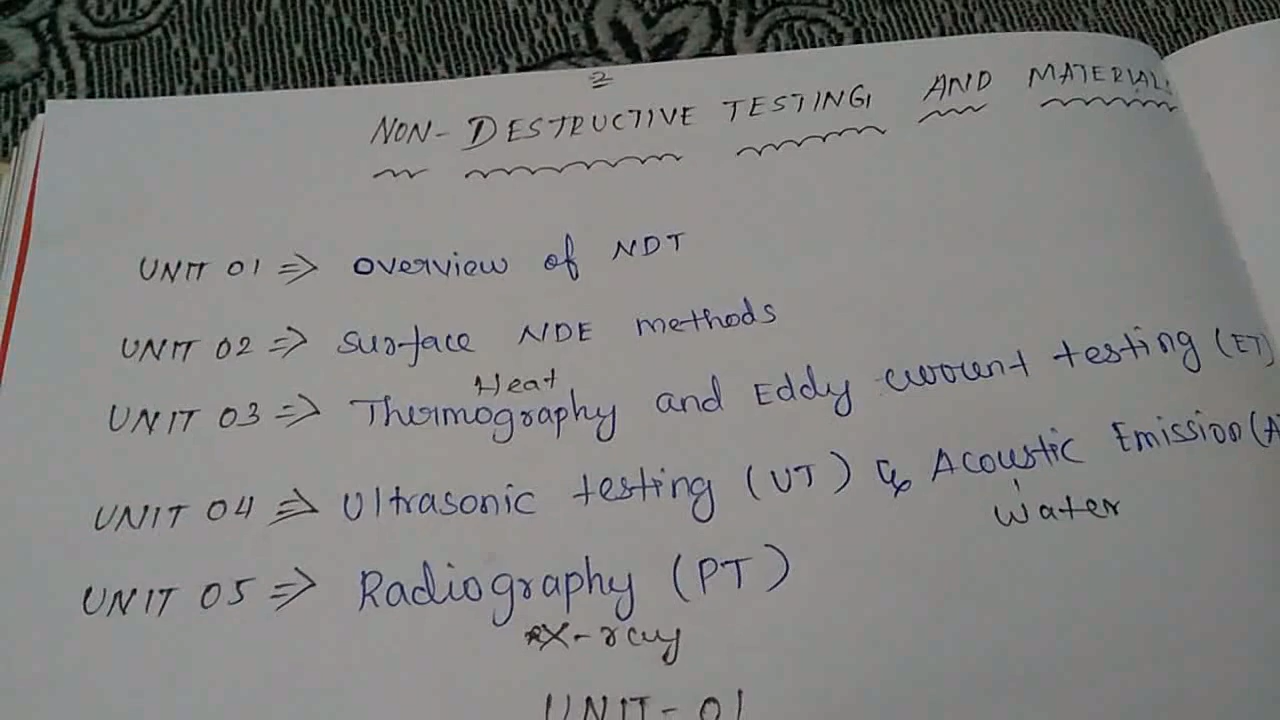 2
NON-DESTRUCTIVE TESTING, AND MATERIAL
UNIT 01 => Overview of NDT
UNIT 02 => Surface NDE methods
Heat
UNIT 03 => Thermography and Eddy current testing (ET)
UNIT 04 => Ultrasonic testing (UT) & Acoustic Emission (A
Water
UNIT 05 => Radiography (PT)
X-ray
UNIT-01